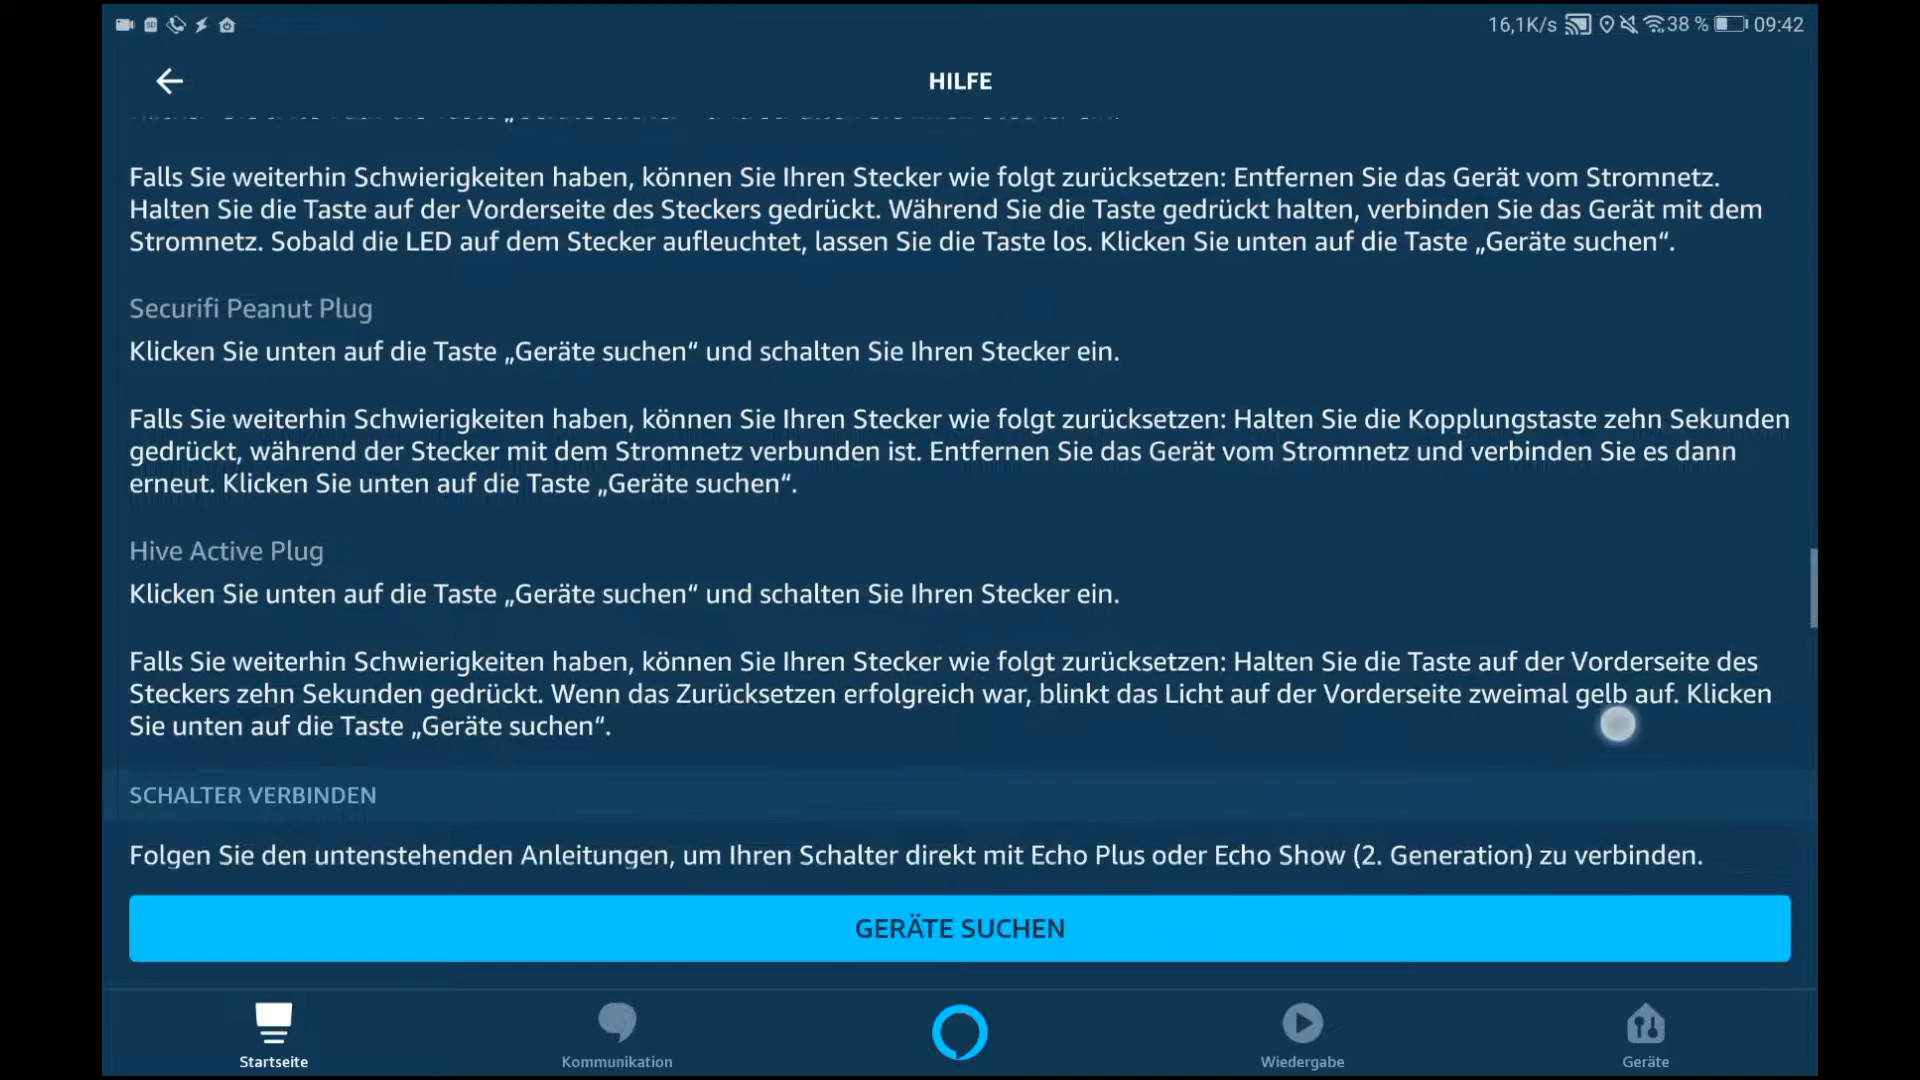 16,1K/s 38 % 09:42
HILFE
Falls Sie weiterhin Schwierigkeiten haben, können Sie Ihren Stecker wie folgt zurücksetzen: Entfernen Sie das Gerät vom Stromnetz.
Halten Sie die Taste auf der Vorderseite des Steckers gedrückt. Während Sie die Taste gedrückt halten, verbinden Sie das Gerät mit dem
Stromnetz. Sobald die LED auf dem Stecker aufleuchtet, lassen Sie die Taste los. Klicken Sie unten auf die Taste „Geräte suchen“.
Securifi Peanut Plug
Klicken Sie unten auf die Taste „Geräte suchen“ und schalten Sie Ihren Stecker ein.
Falls Sie weiterhin Schwierigkeiten haben, können Sie Ihren Stecker wie folgt zurücksetzen: Halten Sie die Kopplungstaste zehn Sekunden
gedrückt, während der Stecker mit dem Stromnetz verbunden ist. Entfernen Sie das Gerät vom Stromnetz und verbinden Sie es dann
erneut. Klicken Sie unten auf die Taste „Geräte suchen“.
Hive Active Plug
Klicken Sie unten auf die Taste „Geräte suchen“ und schalten Sie Ihren Stecker ein.
Falls Sie weiterhin Schwierigkeiten haben, können Sie Ihren Stecker wie folgt zurücksetzen: Halten Sie die Taste auf der Vorderseite des
Steckers zehn Sekunden gedrückt. Wenn das Zurücksetzen erfolgreich war, blinkt das Licht auf der Vorderseite zweimal gelb auf. Klicken
Sie unten auf die Taste „Geräte suchen“.
SCHALTER VERBINDEN
Folgen Sie den untenstehenden Anleitungen, um Ihren Schalter direkt mit Echo Plus oder Echo Show (2. Generation) zu verbinden.
GERÄTE SUCHEN
Startseite Kommunikation Wiedergabe Geräte